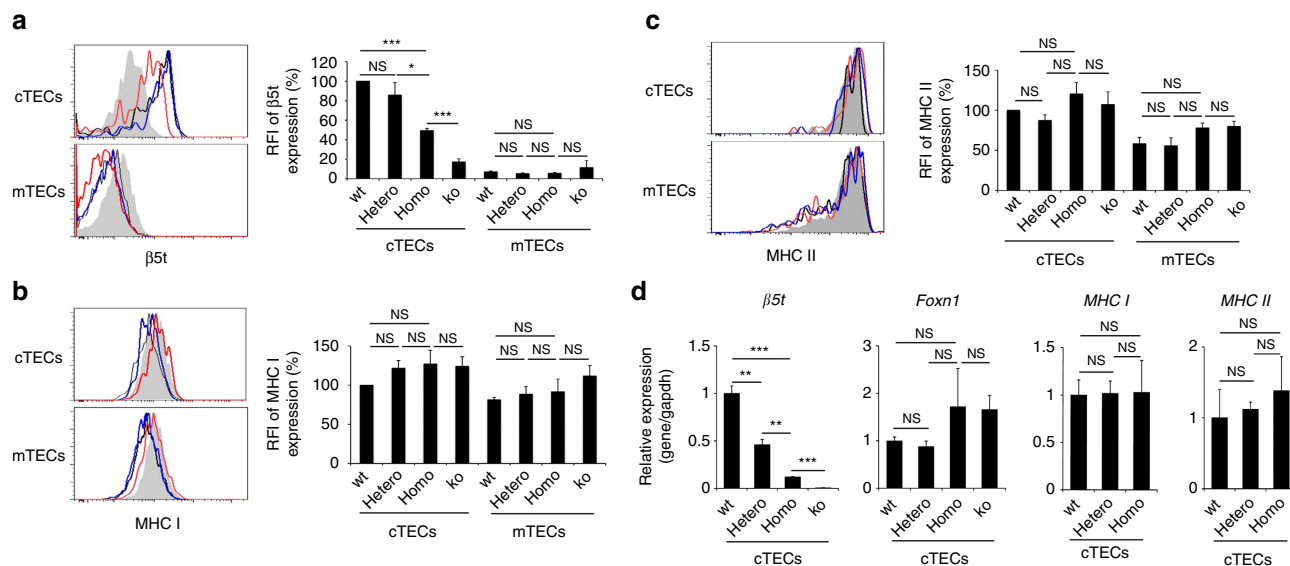 a
cTECs
mTECs
β5t
RFI of β5t
expression (%)
120
100
80
60
40
20
0
***
NS
*
***
NS
NS
NS
NS
wt
Hetero
Homo
ko
wt
Hetero
Homo
ko
cTECs
mTECs
b
cTECs
mTECs
MHC I
RFI of MHC I
expression (%)
150
100
50
0
NS
NS
NS
NS
NS
NS
NS
NS
wt
Hetero
Homo
ko
wt
Hetero
Homo
ko
cTECs
mTECs
c
cTECs
mTECs
MHC II
RFI of MHC II
expression (%)
150
100
50
0
NS
NS
NS
NS
NS
NS
NS
NS
wt
Hetero
Homo
ko
wt
Hetero
Homo
ko
cTECs
mTECs
d
β5t
Relative expression
(gene/gapdh)
1.5
1
0.5
0
***
**
**
***
wt
Hetero
Homo
ko
cTECs
Foxn1
3
2
1
0
NS
NS
NS
NS
wt
Hetero
Homo
ko
cTECs
MHC I
1.5
1
0.5
0
NS
NS
NS
wt
Hetero
Homo
cTECs
MHC II
2
1
0
NS
NS
NS
wt
Hetero
Homo
cTECs